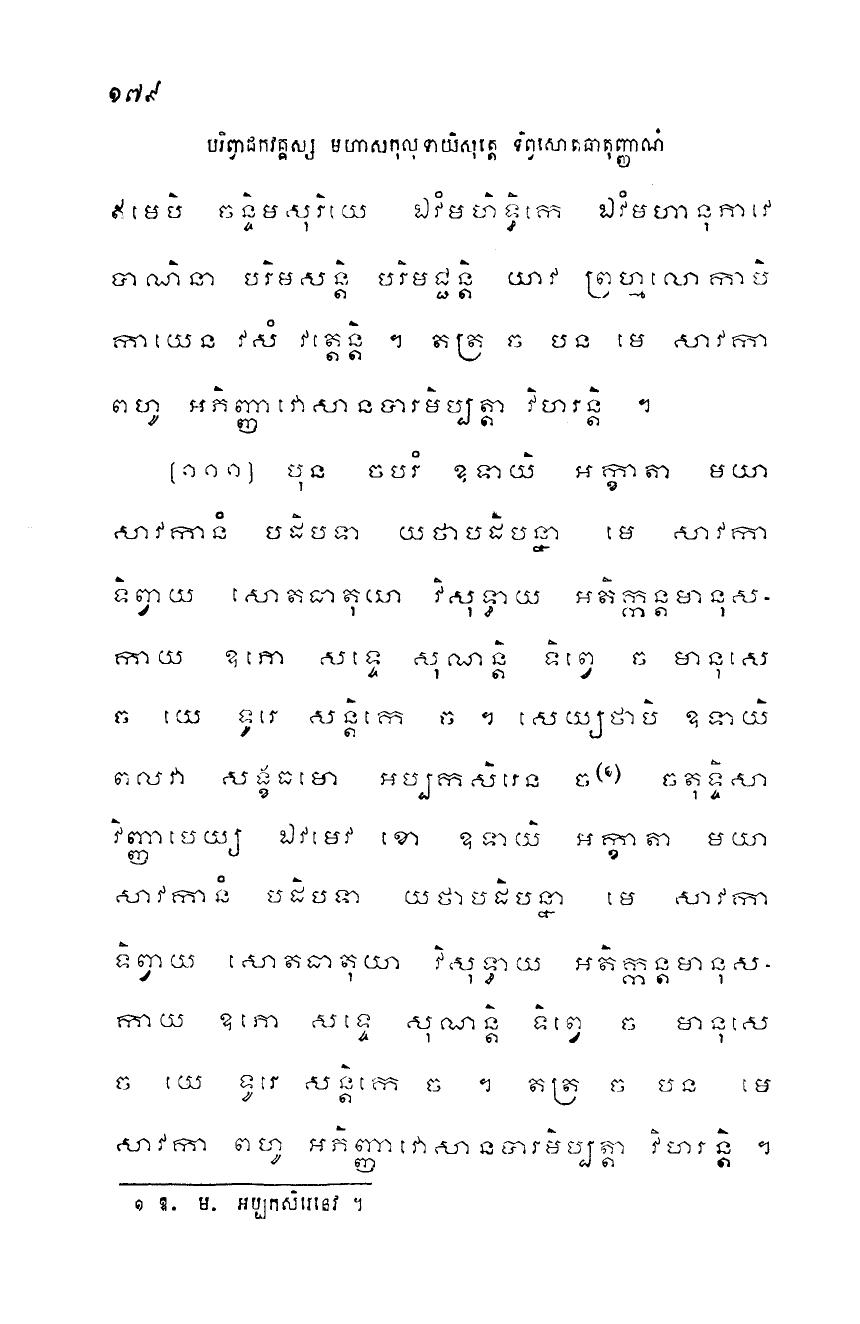 ១៧៩
បរិព្វាជកវគ្គស្ស មហាសកុលុទាយិសុត្តេ ទិព្វសោតធាតុញ្ញាណំ
ឥមេបិ ចន្ទិមសុរិយេ ឯវំមហិទ្ធិកេ ឯវំមហានុភាវេ
បាណិនា បរិមសន្តិ បរិមជ្ជន្តិ យាវ ព្រហ្មលោកាបិ
កាយេន វសំ វត្តេន្តិ ។ តត្រ ច បន មេ សាវកា
ពហូ អភិញ្ញាវោសានបារមិប្បត្តា វិហរន្តិ ។
(១១១) បុន ចបរំ ឧទាយិ អក្ខាតា មយា
សាវកានំ បដិបទា យថាបដិបន្នា មេ សាវកា
ទិព្វាយ សោតធាតុយា វិសុទ្ធាយ អតិក្កន្តមានុស-
កាយ ឧភោ សទ្ទេ សុណន្តិ ទិព្វេ ច មានុសេ
ច យេ ទូរេ សន្តិកេ ច ។ សេយ្យថាបិ ឧទាយិ
ពលវា សង្ខធមោ អប្បកសិរេន ច(១) ចតុទ្ទិសា
វិញ្ញាបេយ្យ ឯវមេវ ខោ ឧទាយិ អក្ខាតា មយា
សាវកានំ បដិបទា យថាបដិបន្នា មេ សាវកា
ទិព្វាយ សោតធាតុយា វិសុទ្ធាយ អតិក្កន្តមានុស-
កាយ ឧភោ សទ្ទេ សុណន្តិ ទិព្វេ ច មានុសេ
ច យេ ទូរេ សន្តិកេ ច ។ តត្រ ច បន មេ
សាវកា ពហូ អភិញ្ញាវោសានបារមិប្បត្តា វិហរន្តិ ។
១ ឱ. ម. អប្បកសិរេនេវ ។